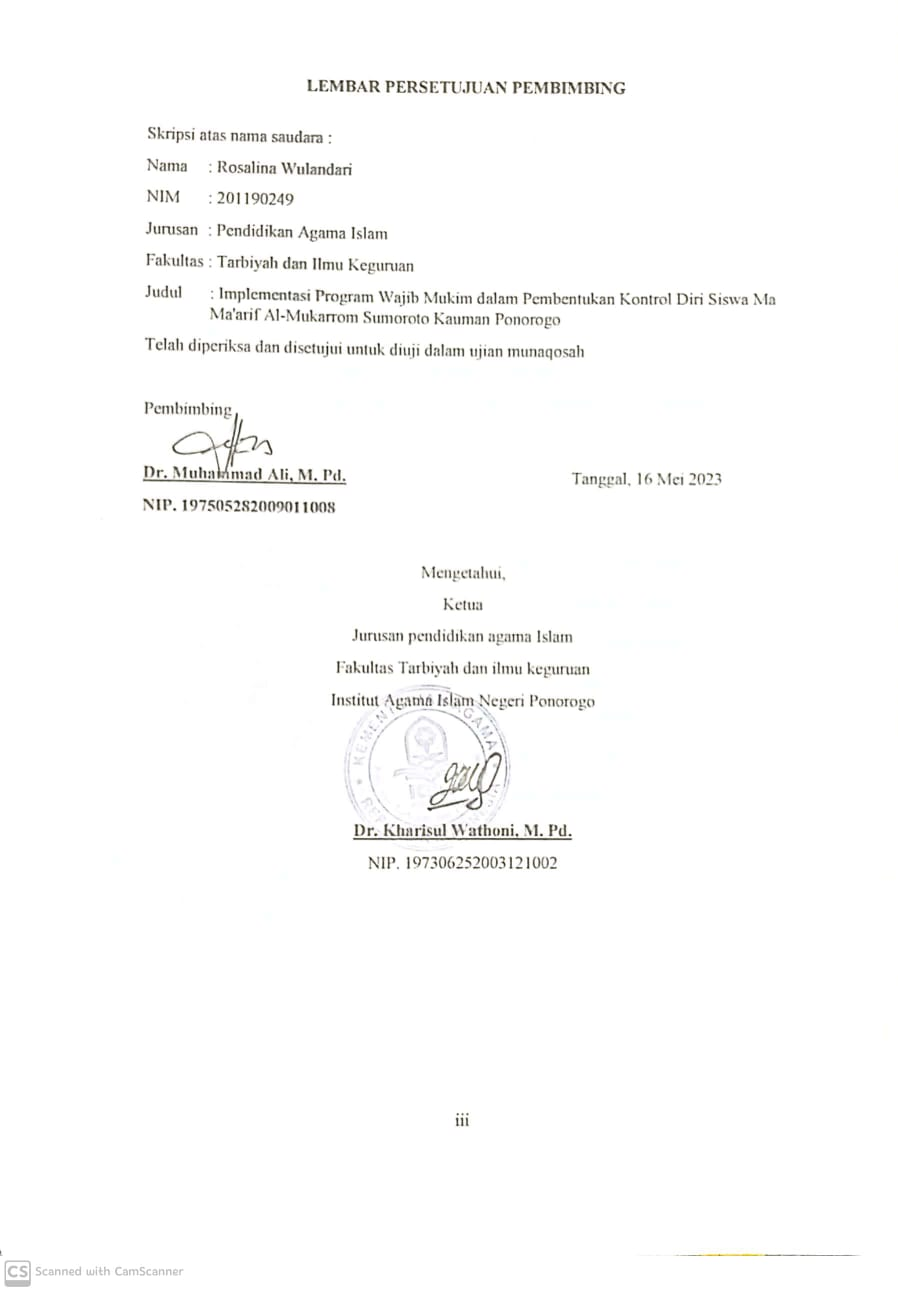 LEMBAR PERSETUJUAN PEMBIMBING
Skripsi atas nama saudara :
Nama : Rosalina Wulandari
NIM : 201190249
Jurusan : Pendidikan Agama Islam
Fakultas : Tarbiyah dan Ilmu Keguruan
Judul : Implementasi Program Wajib Mukim dalam Pembentukan Kontrol Diri Siswa Ma
Ma'arif Al-Mukarrom Sumoroto Kauman Ponorogo
Telah diperiksa dan disetujui untuk diuji dalam ujian munaqosah
Pembimbing
Dr. Muhammad Ali, M. Pd.
Tanggal, 16 Mei 2023
NIP. 197505282009011008
Mengetahui,
Ketua
Jurusan pendidikan agama Islam
Fakultas Tarbiyah dan ilmu keguruan
Institut Agama Islam Negeri Ponorogo
AGAMA
Dr. Kharisul Wathoni, M. Pd.
NIP. 197306252003121002
iii
CS Scanned with CamScanner